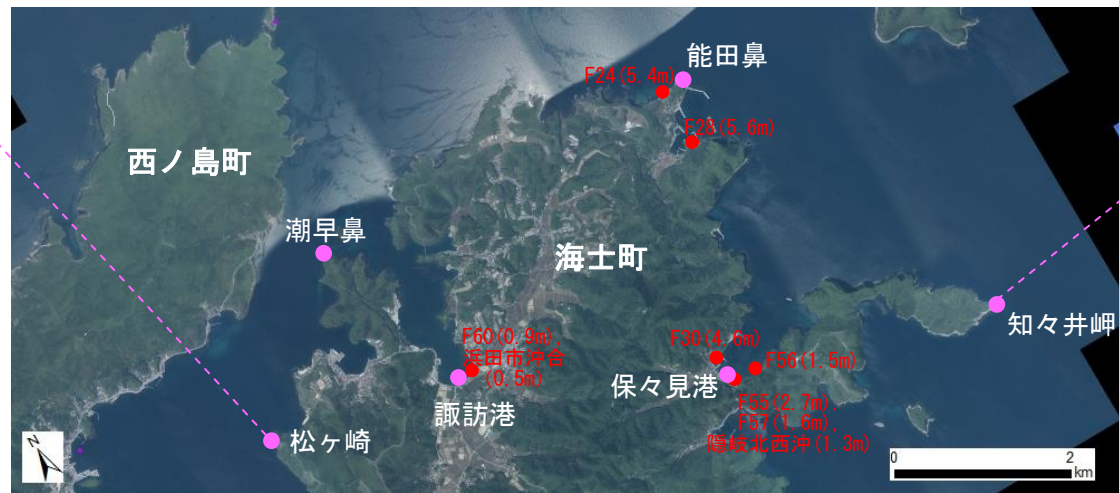 能田鼻
F24(5.4m)
F28(5.6m)
西ノ島町
潮早鼻
海士町
知々井岬
F60(0.9m),
浜田市沖合
(0.5m)
F30(4.6m)
F56(1.5m)
保々見港
諏訪港
F55(2.7m),
F57(1.6m),
隠岐北西沖(1.3m)
松ヶ崎
N
0
2
km